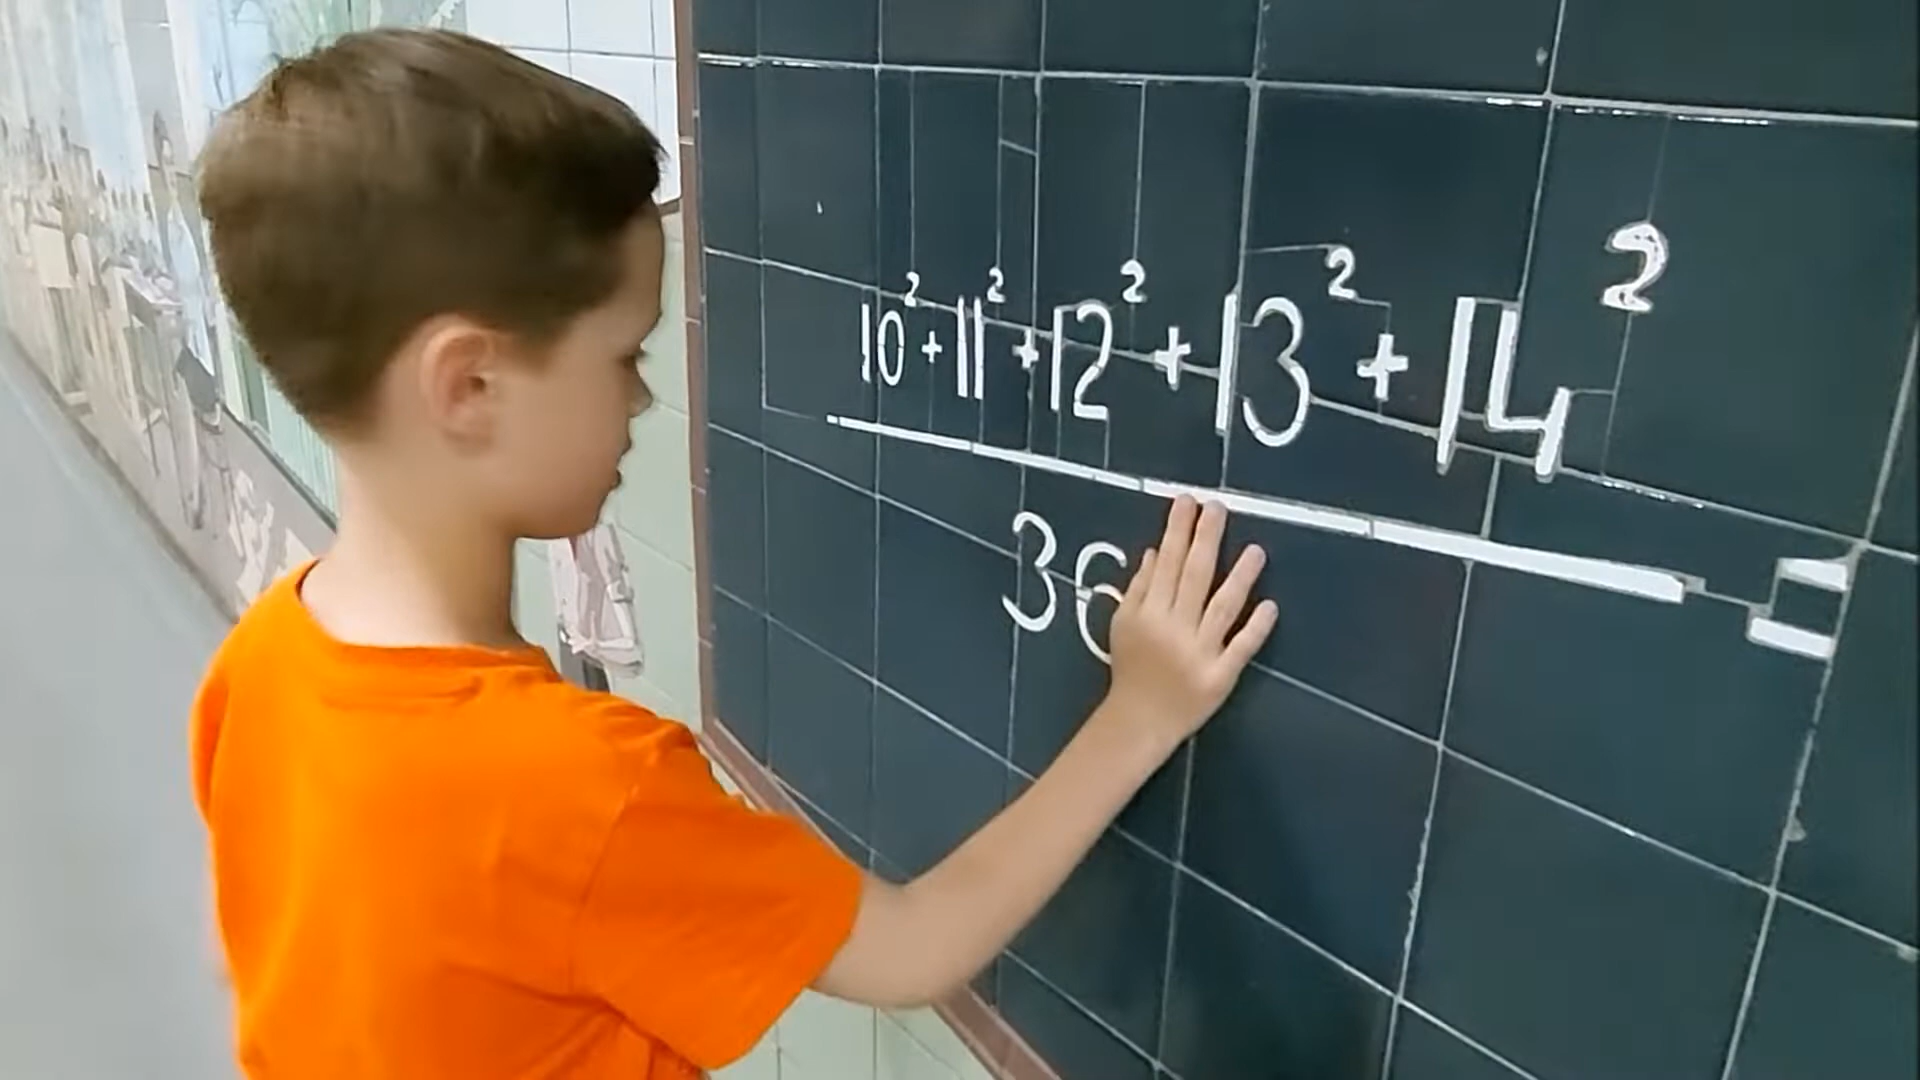 10² + 11² + 12² + 13² + 14² =
36